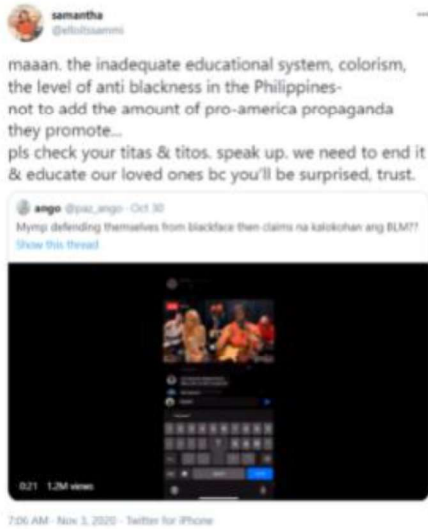 samantha
maaan. the inadequate educational system, colorism,
the level of anti blackness in the Philippines-
not to add the amount of pro-america propaganda
they promote...
pls check your titas & titos. speak up. we need to end it
& educate our loved ones bc you'll be surprised, trust.
ango @paz_ango · Oct 30
Mymp defending themselves from blackface then claims na kalokohan ang BLM??
Show this thread
0:21 1.2M views
7:06 AM · Nov 3, 2020 · Twitter for iPhone